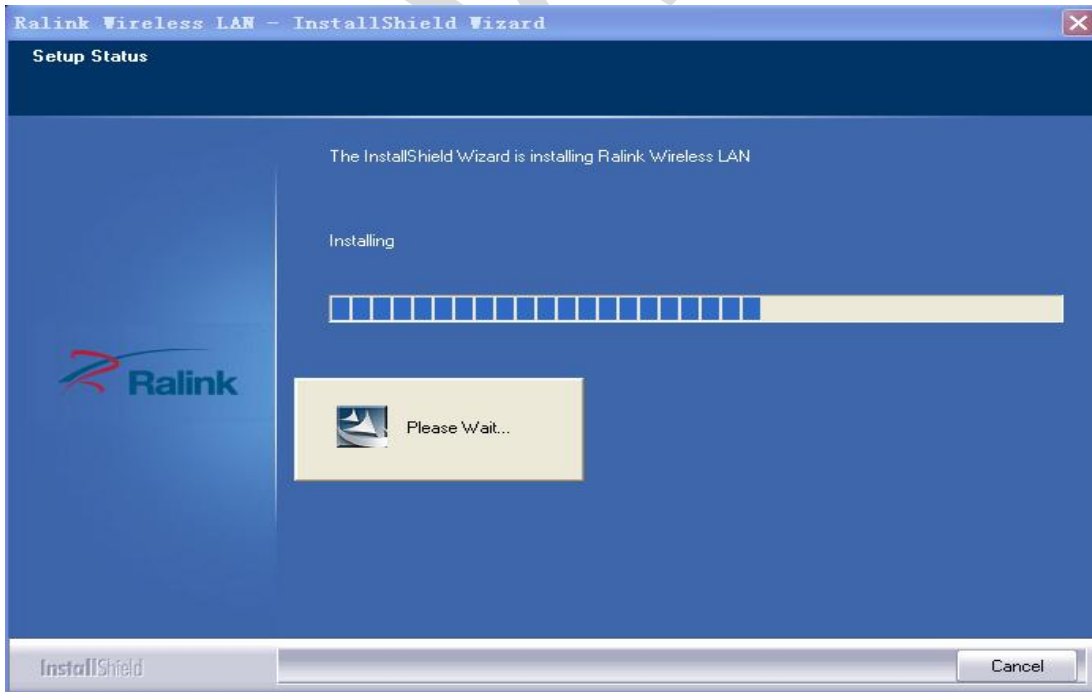 Ralink Wireless LAN - InstallShield Wizard
Setup Status
The InstallShield Wizard is installing Ralink Wireless LAN
Installing
Ralink
Please Wait...
InstallShield
Cancel